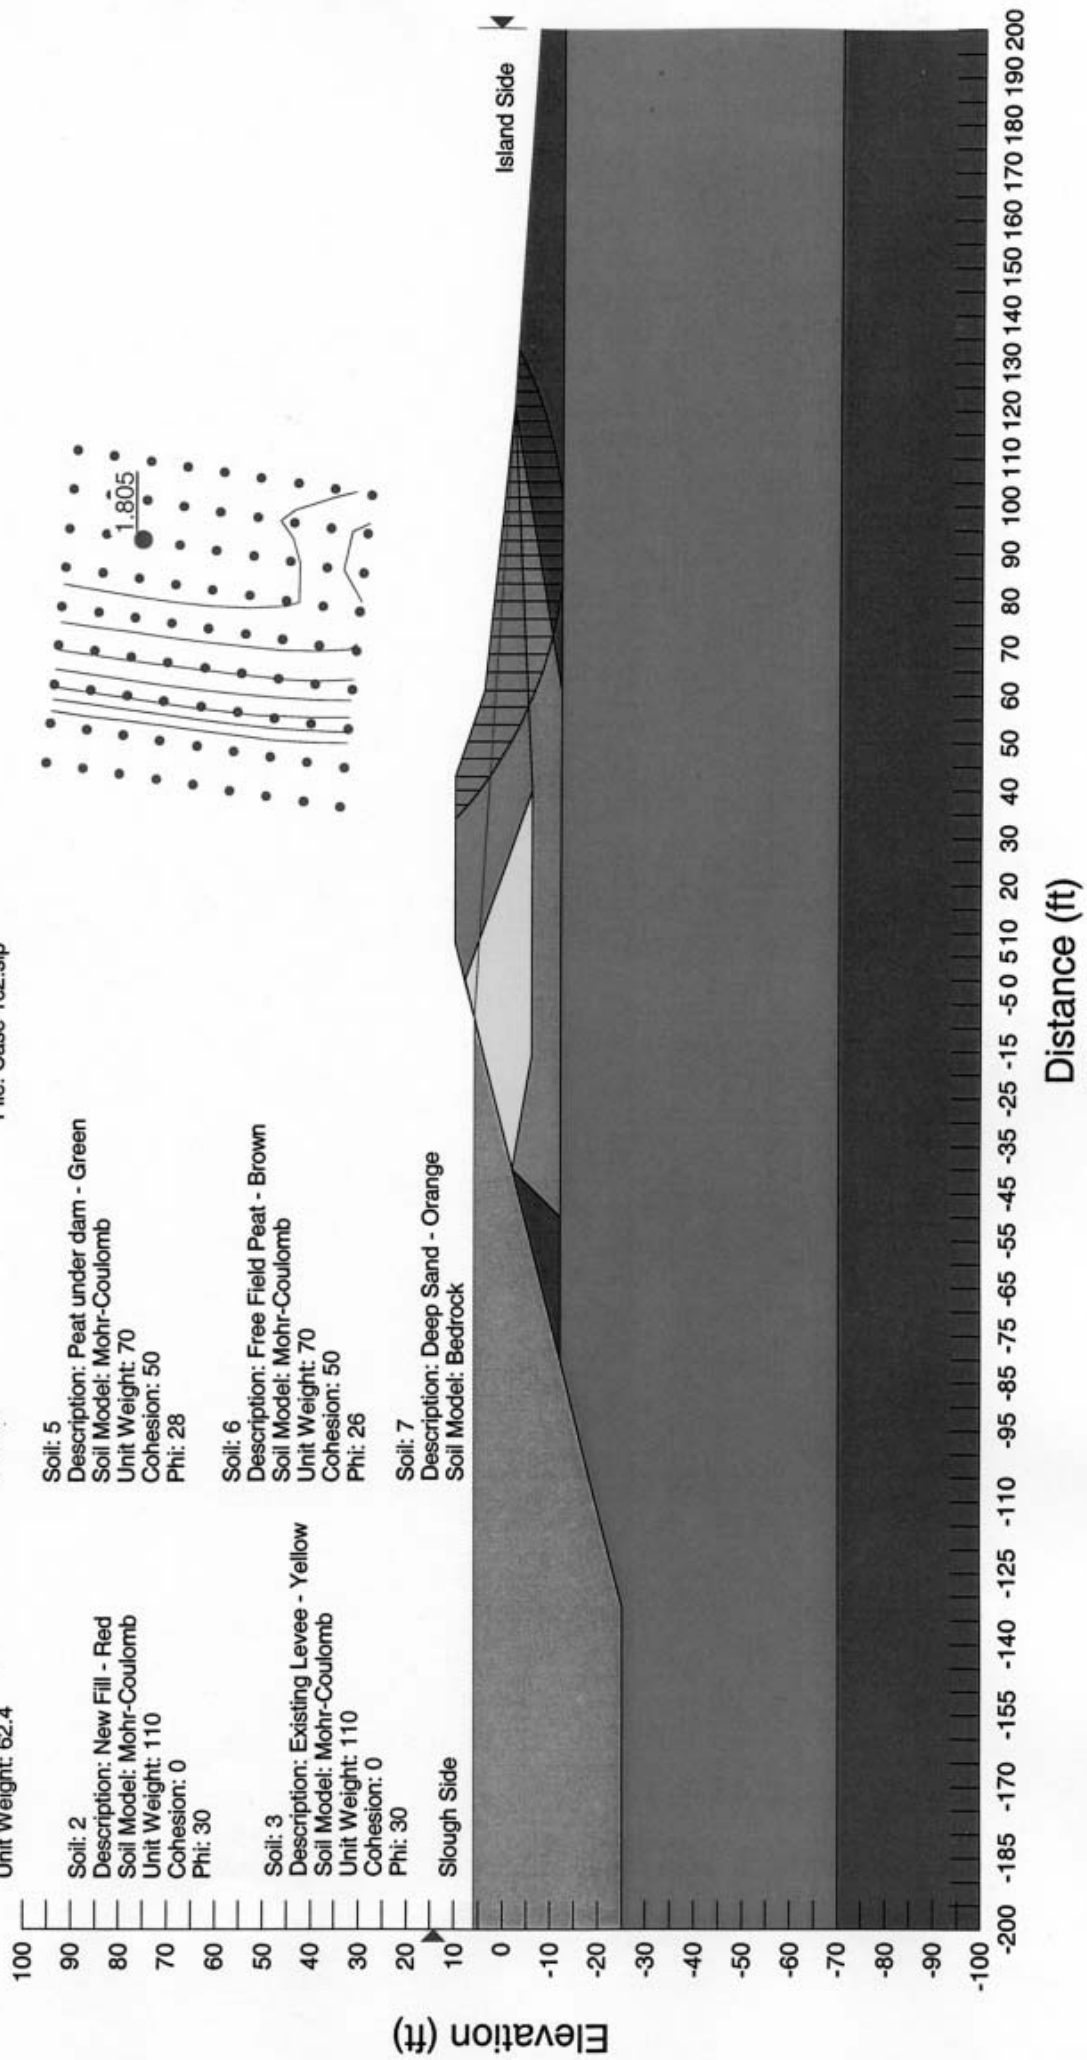 Unit Weight: 62.4
Soil: 2
Description: New Fill - Red
Soil Model: Mohr-Coulomb
Unit Weight: 110
Cohesion: 0
Phi: 30
Soil: 3
Description: Existing Levee - Yellow
Soil Model: Mohr-Coulomb
Unit Weight: 110
Cohesion: 0
Phi: 30
Soil: 5
Description: Peat under dam - Green
Soil Model: Mohr-Coulomb
Unit Weight: 70
Cohesion: 50
Phi: 28
Soil: 6
Description: Free Field Peat - Brown
Soil Model: Mohr-Coulomb
Unit Weight: 70
Cohesion: 50
Phi: 26
Soil: 7
Description: Deep Sand - Orange
Soil Model: Bedrock
1.805
Slough Side
Island Side
Elevation (ft)
100
90
80
70
60
50
40
30
20
10
0
-10
-20
-30
-40
-50
-60
-70
-80
-90
-100
-200 -185 -170 -155 -140 -125 -110 -95 -85 -75 -65 -55 -45 -35 -25 -15 -5 0 5 10 20 30 40 50 60 70 80 90 100 110 120 130 140 150 160 170 180 190 200
Distance (ft)